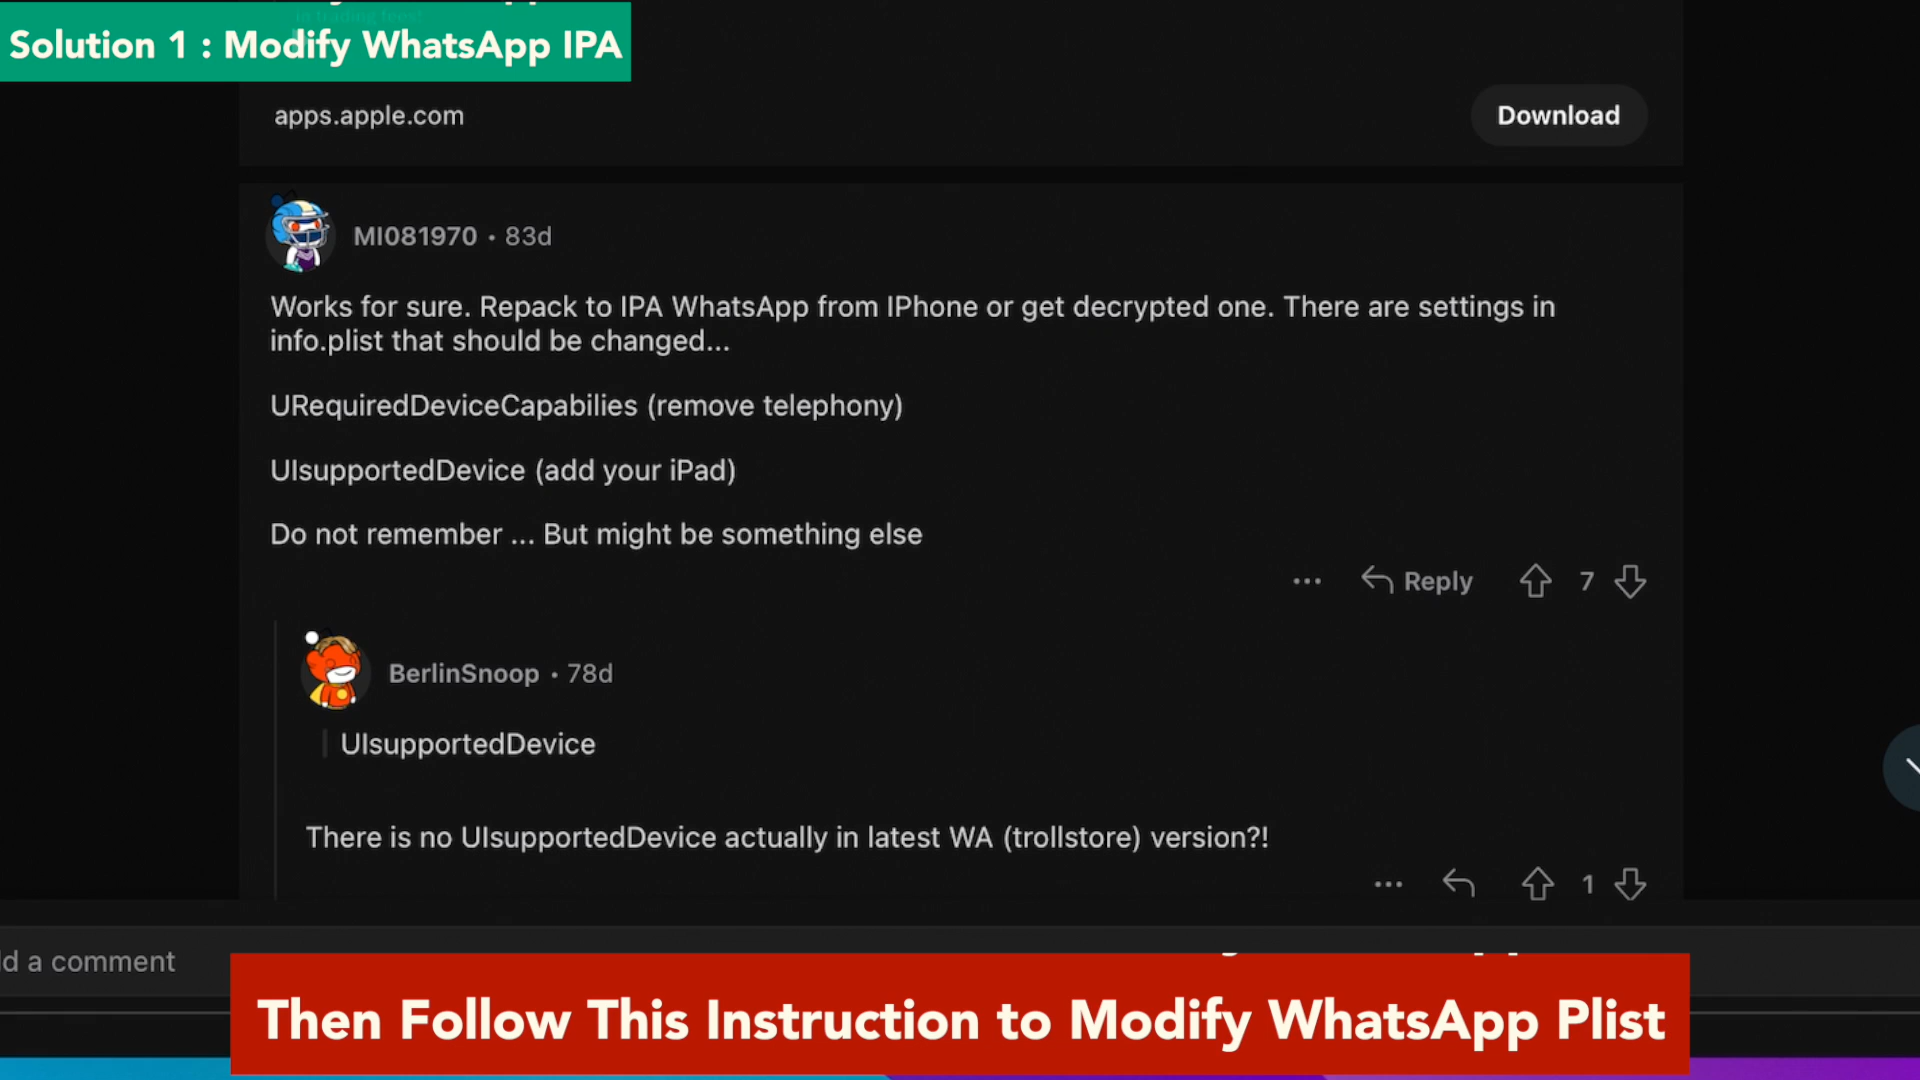 in trading fees!
Solution 1 : Modify WhatsApp IPA
apps.apple.com
Download
MI081970 • 83d
Works for sure. Repack to IPA WhatsApp from IPhone or get decrypted one. There are settings in
info.plist that should be changed...
URequiredDeviceCapabilies (remove telephony)
UIsupportedDevice (add your iPad)
Do not remember ... But might be something else
Reply
7
BerlinSnoop • 78d
UIsupportedDevice
There is no UIsupportedDevice actually in latest WA (trollstore) version?!
1
d a comment
Then Follow This Instruction to Modify WhatsApp Plist